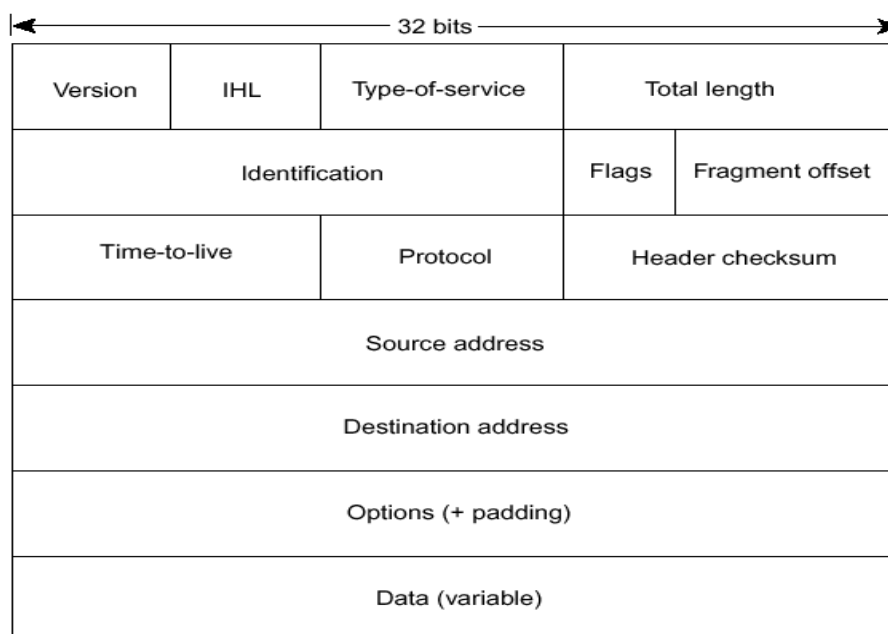 32 bits
Version IHL Type-of-service Total length
Identification Flags Fragment offset
Time-to-live Protocol Header checksum
Source address
Destination address
Options (+ padding)
Data (variable)